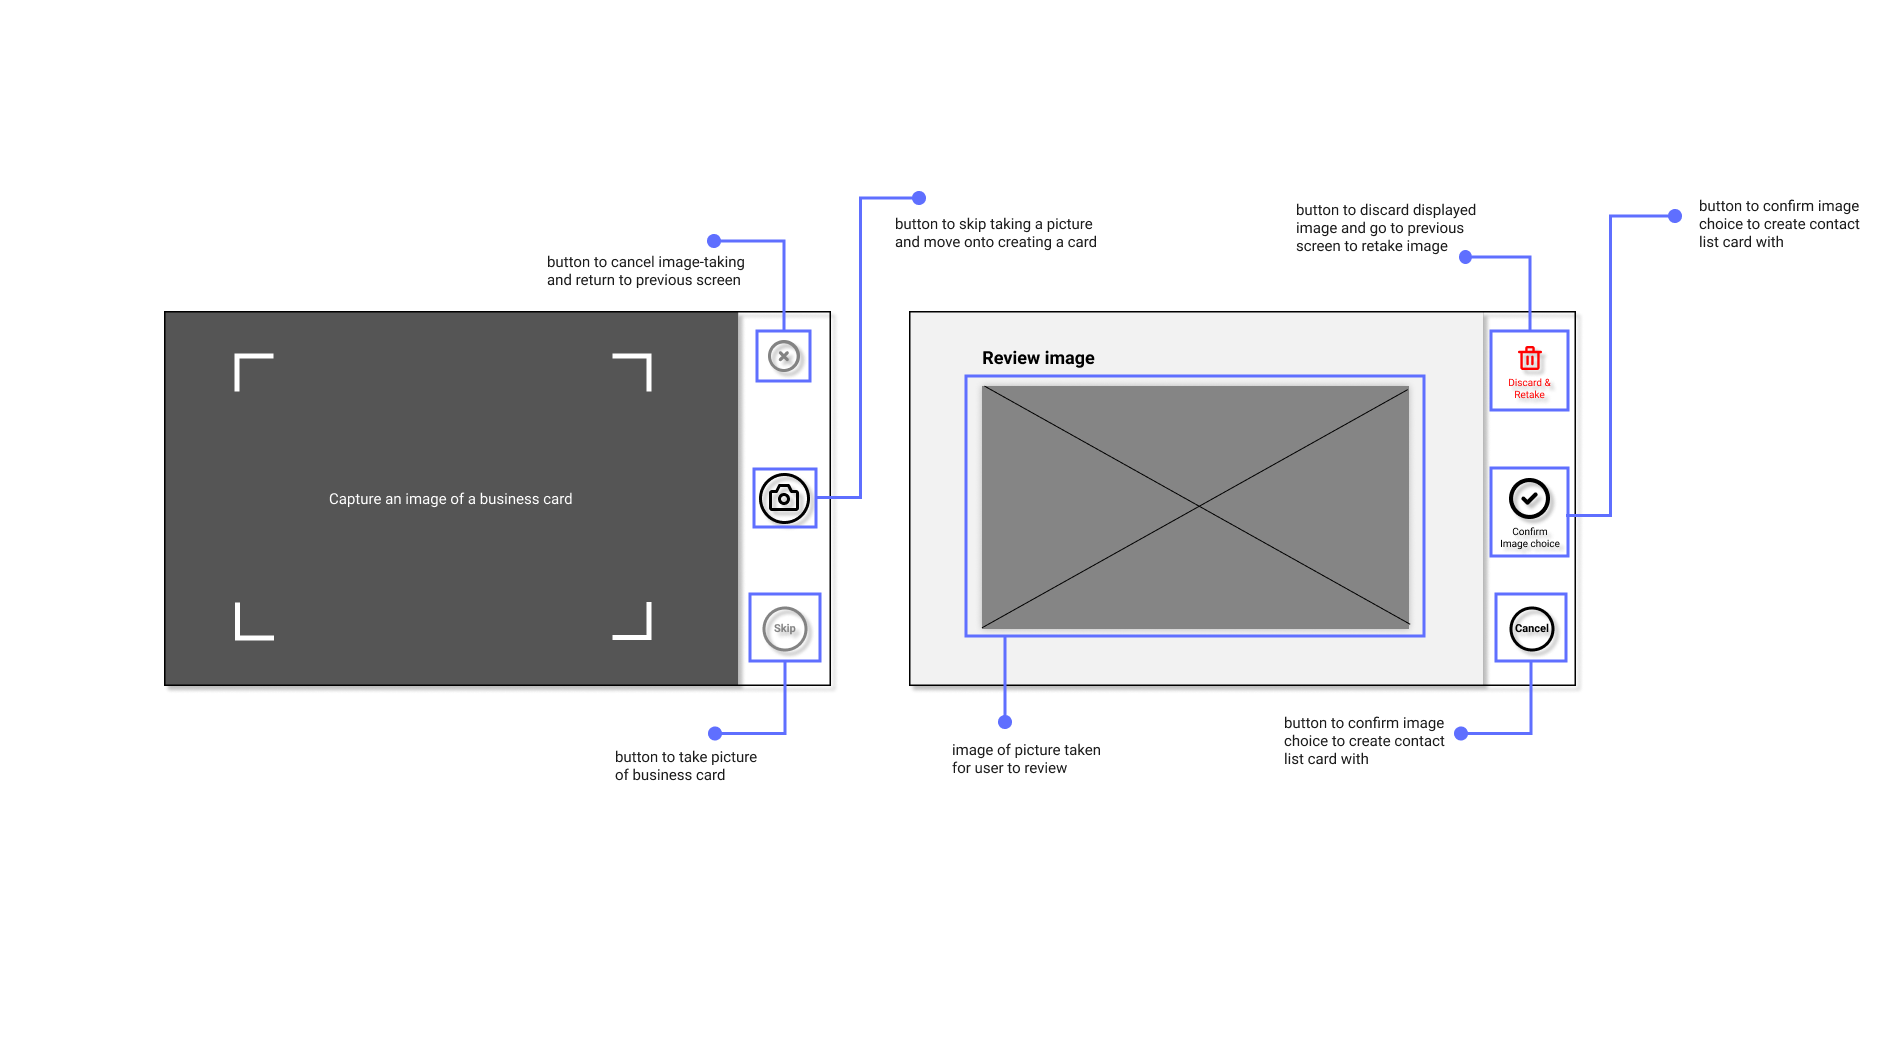 button to cancel image-taking
and return to previous screen
button to skip taking a picture
and move onto creating a card
button to discard displayed
image and go to previous
screen to retake image
button to confirm image
choice to create contact
list card with
Capture an image of a business card
Skip
Review image
Discard &
Retake
Confirm
Image choice
Cancel
button to take picture
of business card
image of picture taken
for user to review
button to confirm image
choice to create contact
list card with